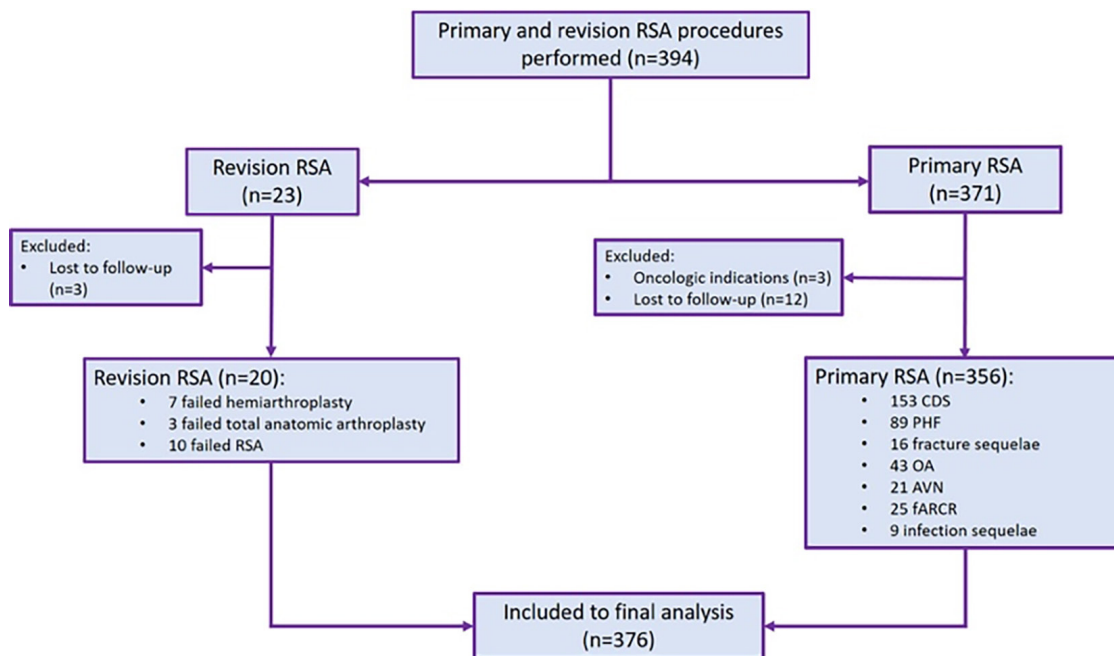 Primary and revision RSA procedures
performed (n=394)
Revision RSA
(n=23)
Primary RSA
(n=371)
Excluded:
• Lost to follow-up
(n=3)
Excluded:
• Oncologic indications (n=3)
• Lost to follow-up (n=12)
Revision RSA (n=20):
• 7 failed hemiarthroplasty
• 3 failed total anatomic arthroplasty
• 10 failed RSA
Primary RSA (n=356):
• 153 CDS
• 89 PHF
• 16 fracture sequelae
• 43 OA
• 21 AVN
• 25 fARCR
• 9 infection sequelae
Included to final analysis
(n=376)